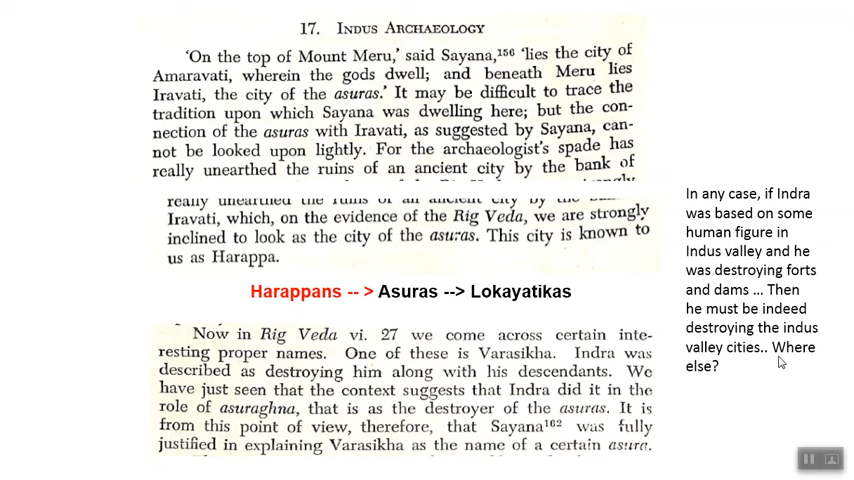 17. INDUS ARCHAEOLOGY
'On the top of Mount Meru,' said Sayana,¹⁵⁶ 'lies the city of
Amaravati, wherein the gods dwell; and beneath Meru lies
Iravati, the city of the asuras.' It may be difficult to trace the
tradition upon which Sayana was dwelling here; but the con-
nection of the asuras with Iravati, as suggested by Sayana, can-
not be looked upon lightly. For the archaeologist's spade has
really unearthed the ruins of an ancient city by the bank of
really unearthed the ruins of an ancient city by the
Iravati, which, on the evidence of the Rig Veda, we are strongly
inclined to look as the city of the asuras. This city is known to
us as Harappa.
Harappans -- > Asuras --> Lokayatikas
Now in Rig Veda vi. 27 we come across certain inte-
resting proper names. One of these is Varasikha. Indra was
described as destroying him along with his descendants. We
have just seen that the context suggests that Indra did it in the
role of asuraghna, that is as the destroyer of the asuras. It is
from this point of view, therefore, that Sayana¹⁶² was fully
justified in explaining Varasikha as the name of a certain asura.
In any case, if Indra
was based on some
human figure in
Indus valley and he
was destroying forts
and dams ... Then
he must be indeed
destroying the indus
valley cities.. Where
else?